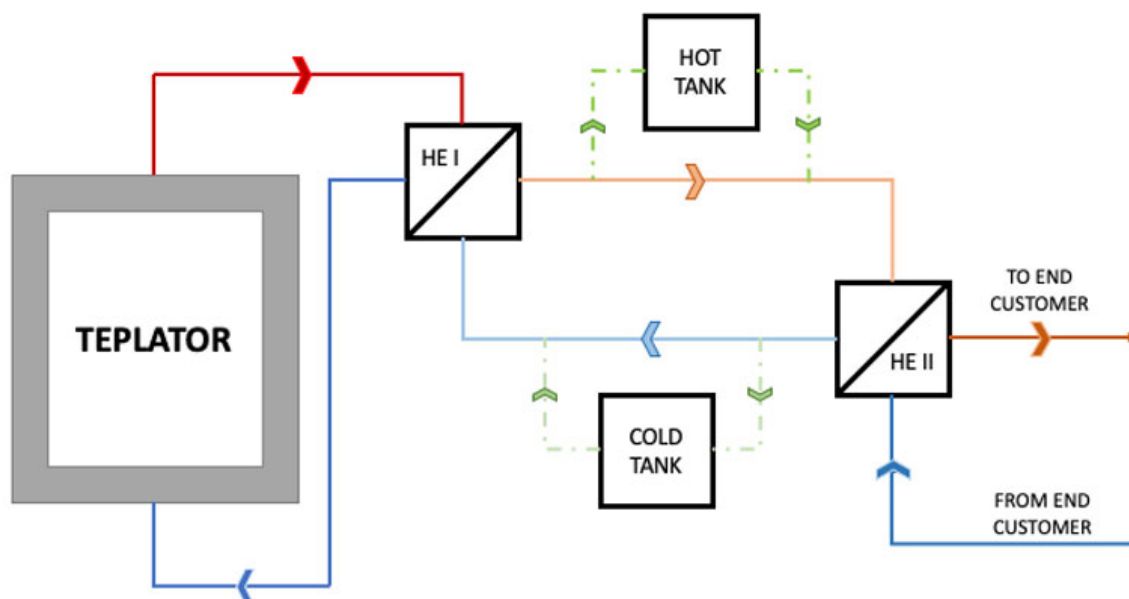 HOT
TANK
HE I
TEPLATOR
TO END
CUSTOMER
HE II
COLD
TANK
FROM END
CUSTOMER